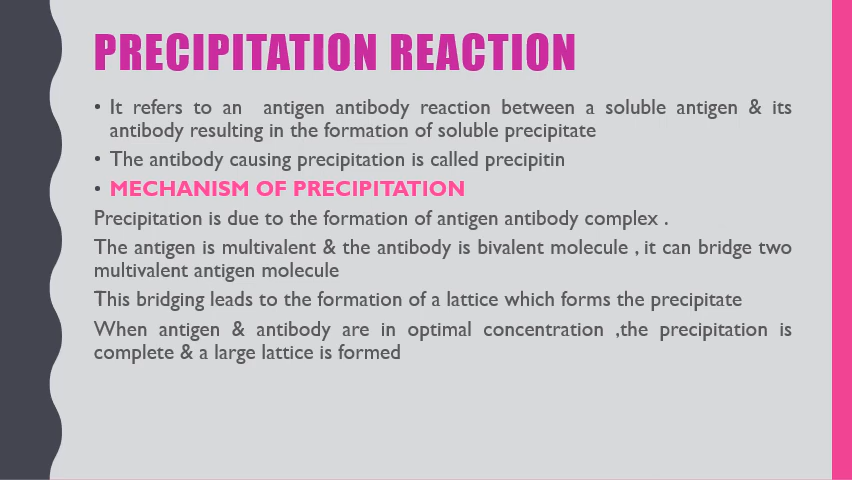 PRECIPITATION REACTION
• It refers to an antigen antibody reaction between a soluble antigen & its
antibody resulting in the formation of soluble precipitate
• The antibody causing precipitation is called precipitin
• MECHANISM OF PRECIPITATION
Precipitation is due to the formation of antigen antibody complex .
The antigen is multivalent & the antibody is bivalent molecule , it can bridge two
multivalent antigen molecule
This bridging leads to the formation of a lattice which forms the precipitate
When antigen & antibody are in optimal concentration ,the precipitation is
complete & a large lattice is formed